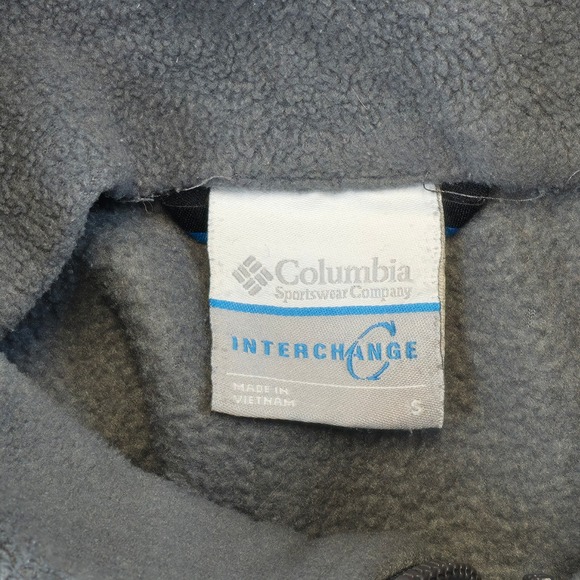 Columbia
Sportswear Company
INTERCHANGE
MADE IN
VIETNAM
S